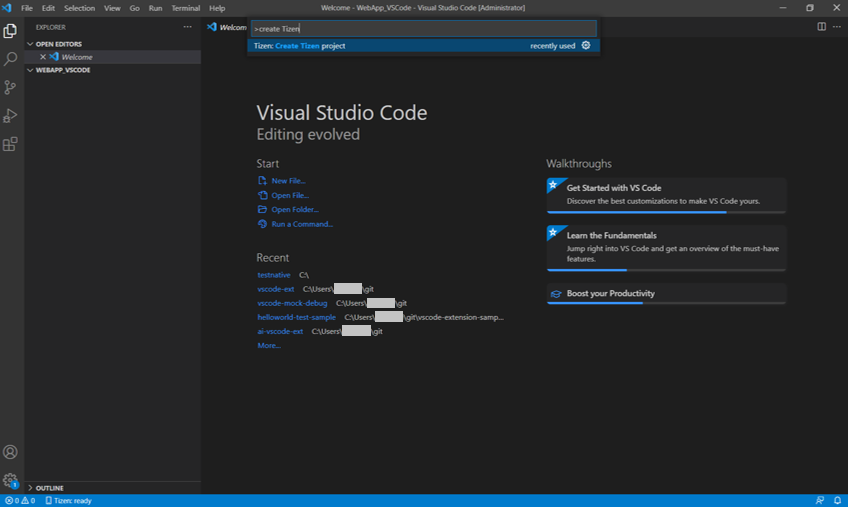 File Edit Selection View Go Run Terminal Help
Welcome - WebApp_VSCode - Visual Studio Code [Administrator]
EXPLORER
Welcome
>create Tizen
Tizen: Create Tizen project recently used
OPEN EDITORS
Welcome
WEBAPP_VSCODE
Visual Studio Code
Editing evolved
Start
New File...
Open File...
Open Folder...
Run a Command...
Recent
testnative C:\
vscode-ext C:\Users\ \git
vscode-mock-debug C:\Users\ \git
helloworld-test-sample C:\Users\ \git\vscode-extension-samp...
ai-vscode-ext C:\Users\ \git
More...
Walkthroughs
Get Started with VS Code
Discover the best customizations to make VS Code yours.
Learn the Fundamentals
Jump right into VS Code and get an overview of the must-have
features.
Boost your Productivity
OUTLINE
1
0 0 Tizen: ready